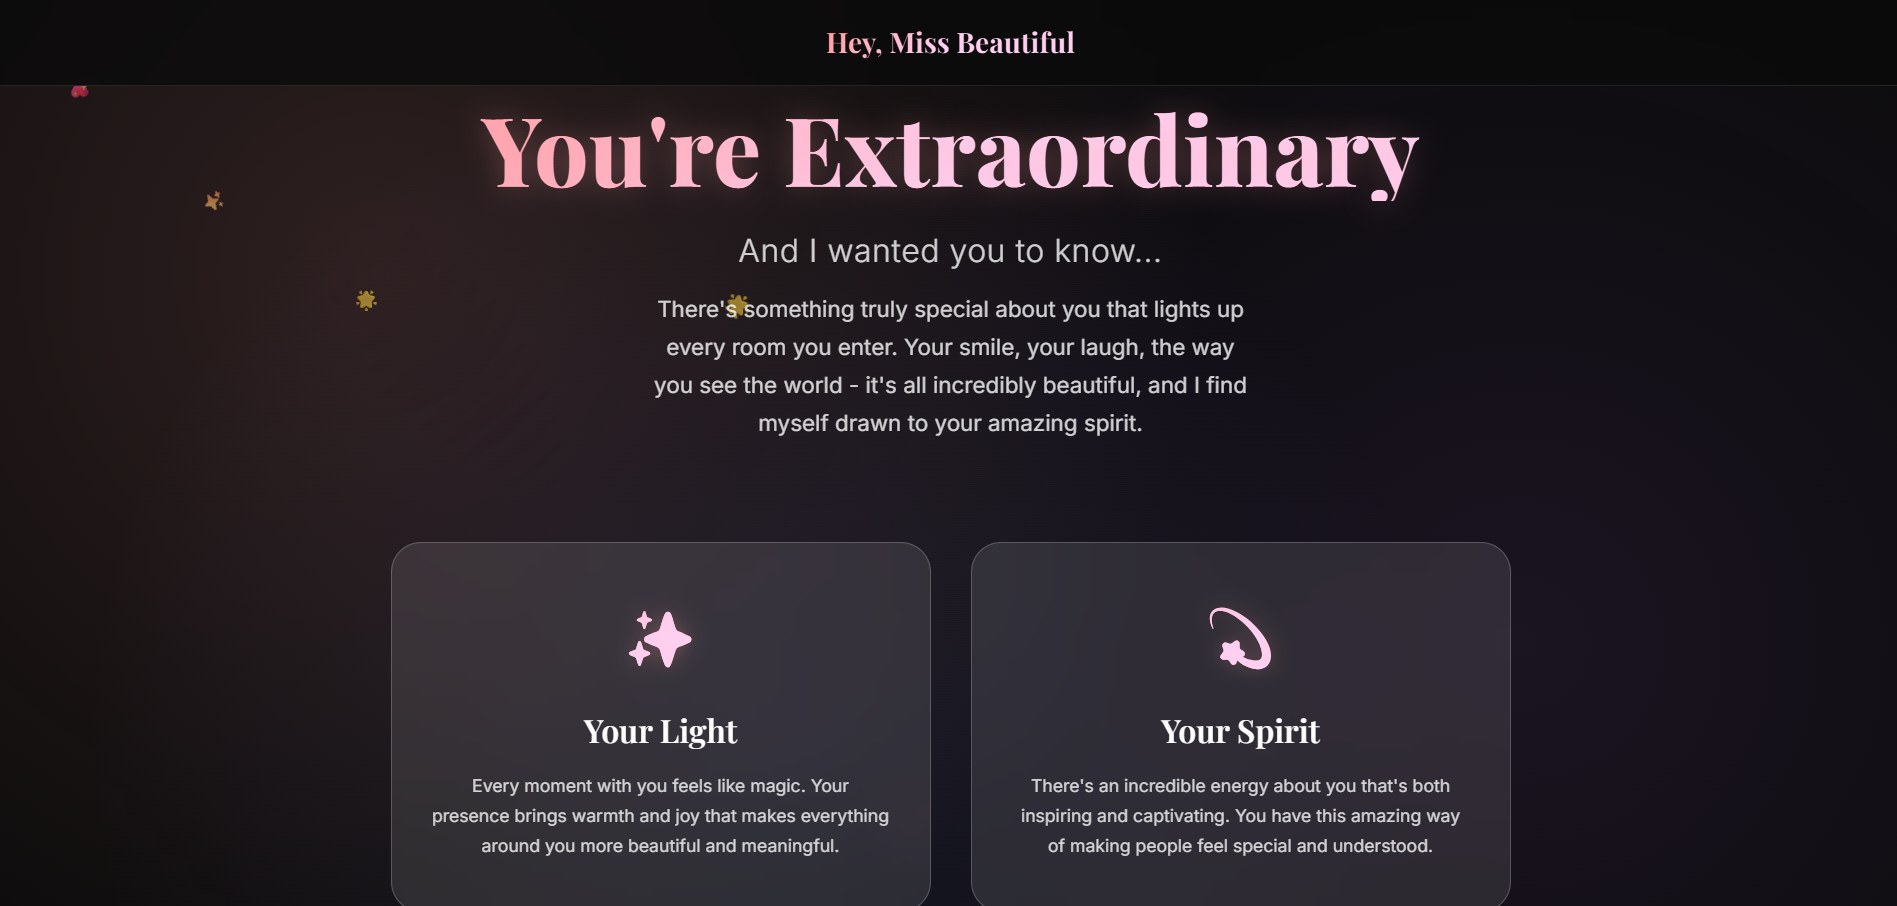 Hey, Miss Beautiful
You're Extraordinary
And I wanted you to know...
There's something truly special about you that lights up
every room you enter. Your smile, your laugh, the way
you see the world - it's all incredibly beautiful, and I find
myself drawn to your amazing spirit.
Your Light
Every moment with you feels like magic. Your
presence brings warmth and joy that makes everything
around you more beautiful and meaningful.
Your Spirit
There's an incredible energy about you that's both
inspiring and captivating. You have this amazing way
of making people feel special and understood.